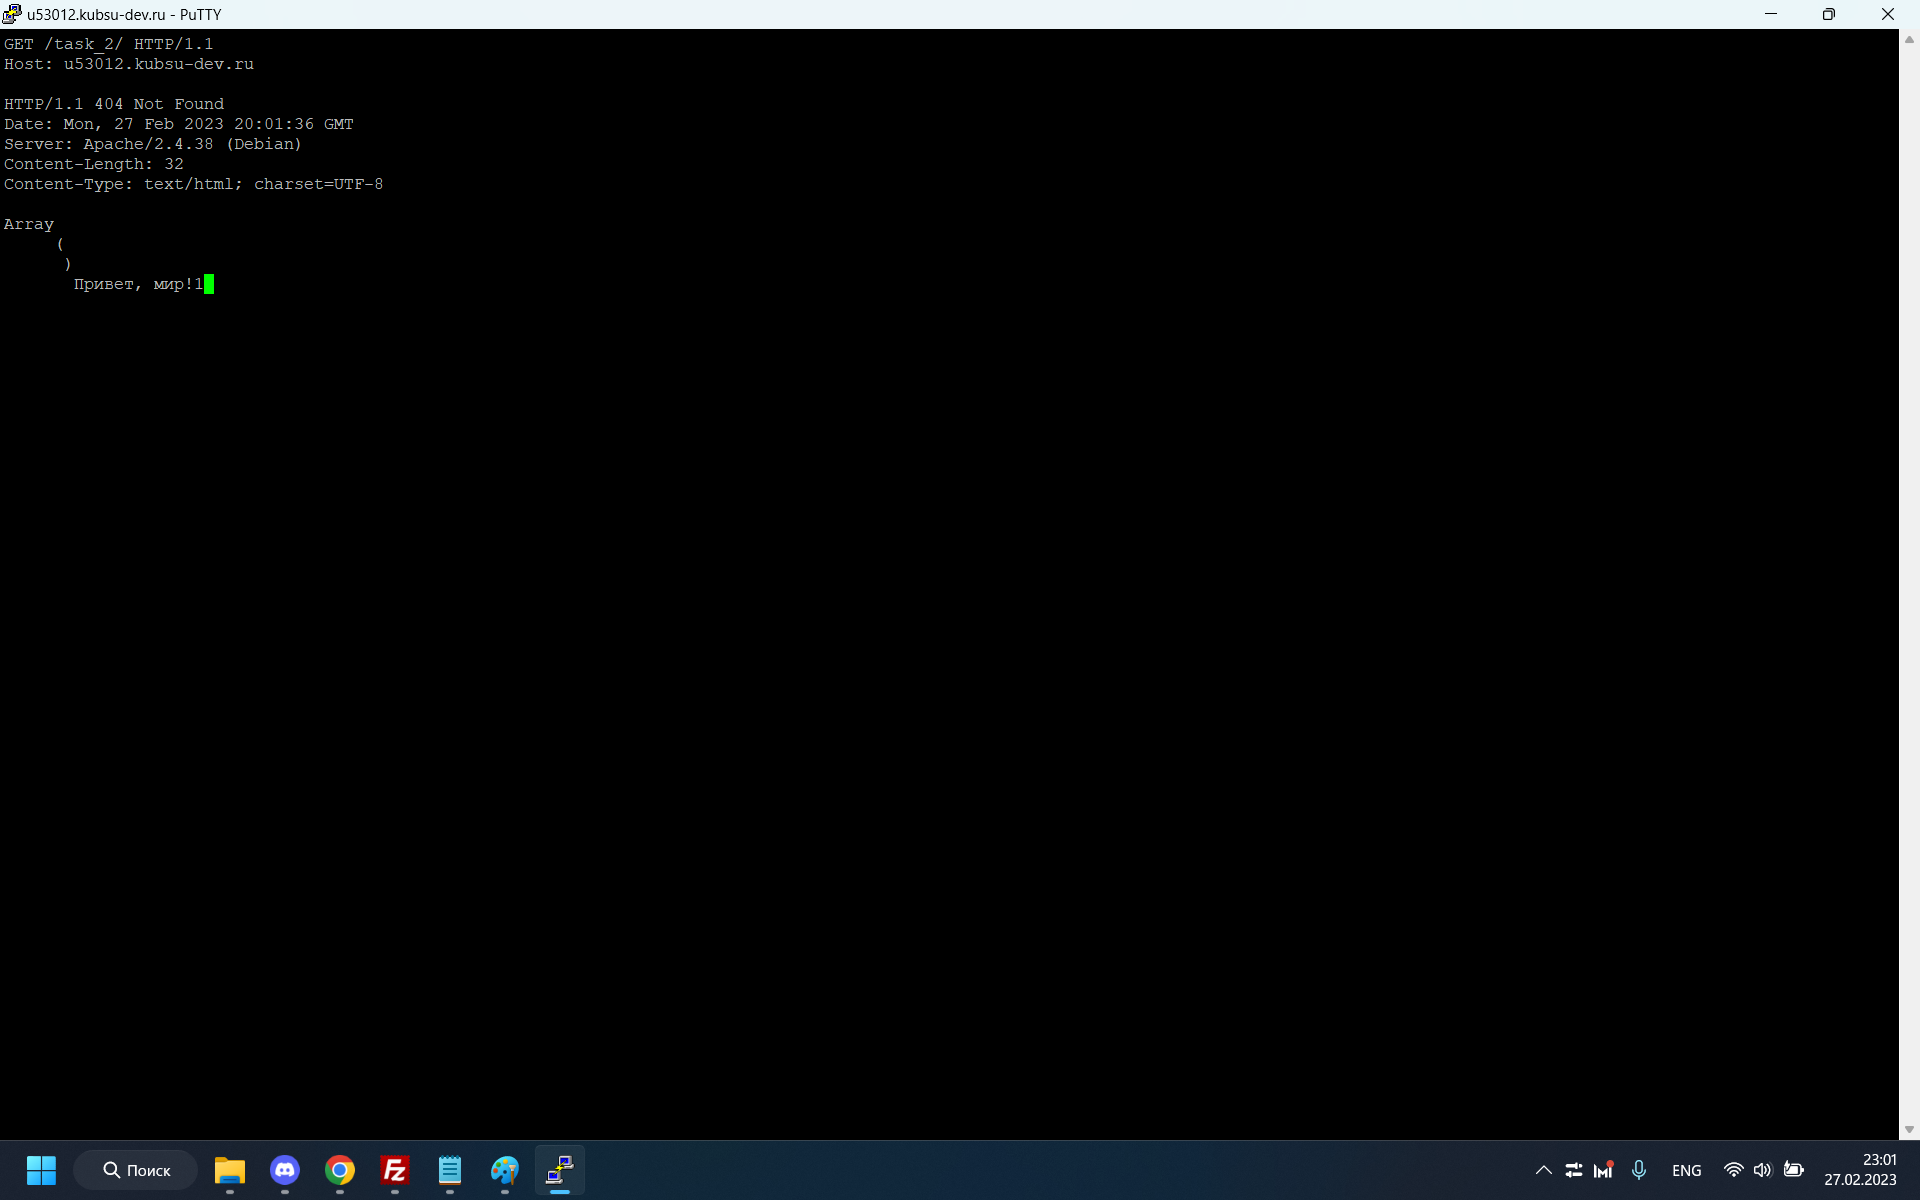 u53012.kubsu-dev.ru - PuTTY
GET /task_2/ HTTP/1.1
Host: u53012.kubsu-dev.ru
HTTP/1.1 404 Not Found
Date: Mon, 27 Feb 2023 20:01:36 GMT
Server: Apache/2.4.38 (Debian)
Content-Length: 32
Content-Type: text/html; charset=UTF-8
Array
(
)
Привет, мир!1
Поиск
Fz
ENG
23:01
27.02.2023